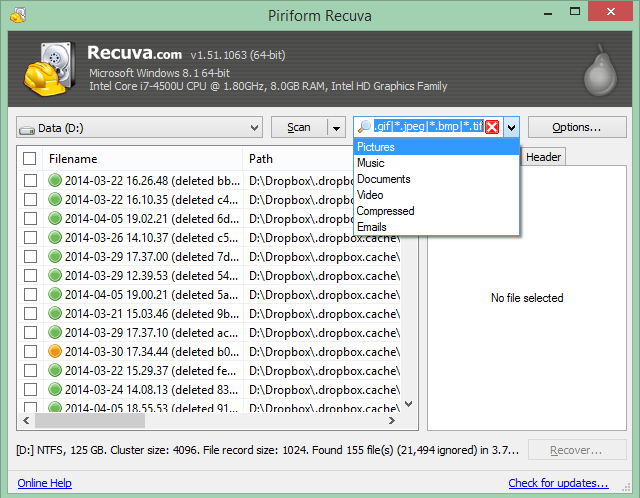 Piriform Recuva
Recuva.com v1.51.1063 (64-bit)
Microsoft Windows 8.1 64-bit
Intel Core i7-4500U CPU @ 1.80GHz, 8.0GB RAM, Intel HD Graphics Family
Data (D:) Scan .gif|*.jpeg|*.bmp|*.tif Options...
Pictures
Music
Documents
Video
Compressed
Emails
Header
Filename Path
2014-03-22 16.26.48 (deleted bb... D:\Dropbox\.dropbox.cache\
2014-03-22 16.10.35 (deleted c4... D:\Dropbox\.dropbox.cache\
2014-04-05 19.02.21 (deleted 6d... D:\Dropbox\.dropbox.cache\
2014-03-26 14.10.37 (deleted c5... D:\Dropbox\.dropbox.cache\
2014-03-29 17.37.00 (deleted 7d... D:\Dropbox\.dropbox.cache\
2014-03-29 12.39.53 (deleted 54... D:\Dropbox\.dropbox.cache\
2014-04-05 19.00.21 (deleted 5a... D:\Dropbox\.dropbox.cache\
2014-03-21 15.03.46 (deleted 9b... D:\Dropbox\.dropbox.cache\
2014-03-29 17.37.10 (deleted ac... D:\Dropbox\.dropbox.cache\
2014-03-30 17.34.44 (deleted b0... D:\Dropbox\.dropbox.cache\
2014-03-22 15.29.37 (deleted fe... D:\Dropbox\.dropbox.cache\
2014-03-24 14.08.13 (deleted 83... D:\Dropbox\.dropbox.cache\
2014-04-05 18.55.53 (deleted 91... D:\Dropbox\.dropbox.cache\
No file selected
[D:] NTFS, 125 GB. Cluster size: 4096. File record size: 1024. Found 155 file(s) (21,494 ignored) in 3.7... Recover...
Online Help Check for updates...